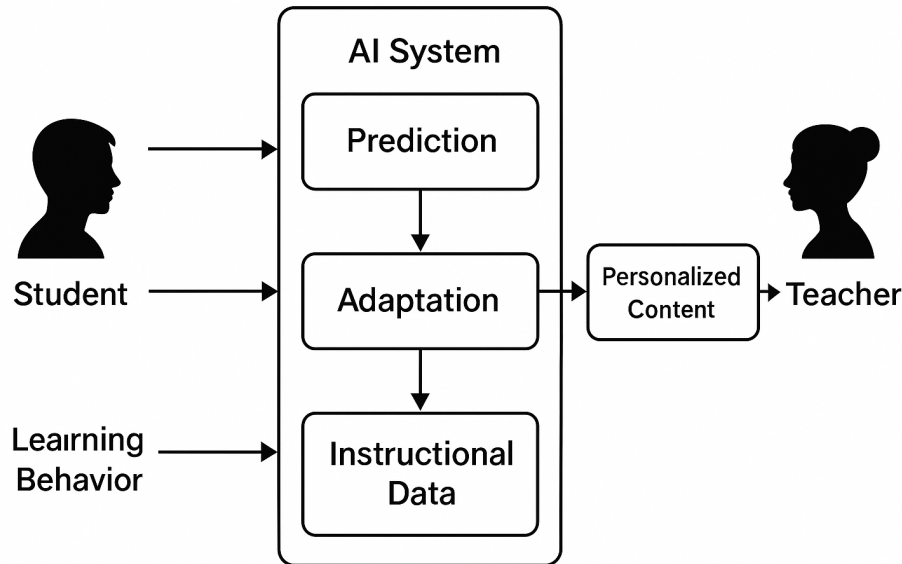 AI System
Prediction
Student
Adaptation
Personalized
Content
Teacher
Learning
Behavior
Instructional
Data